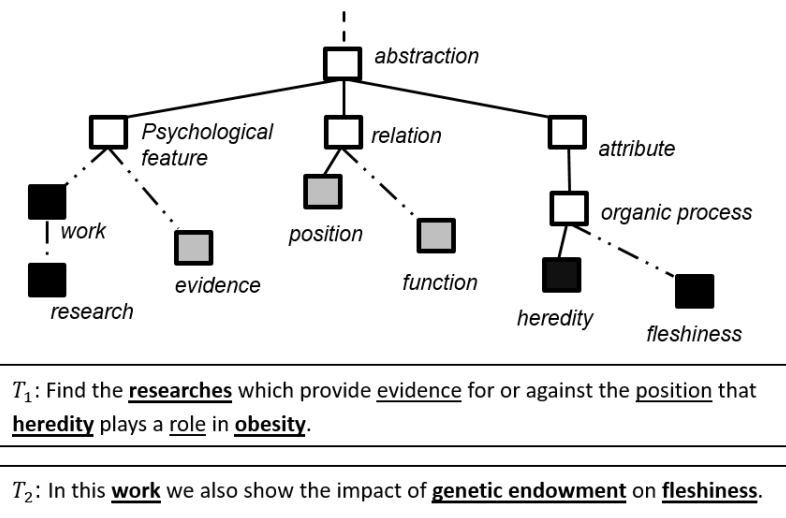 abstraction
Psychological
feature
relation
attribute
work
position
organic process
evidence
function
research
heredity
fleshiness
T₁: Find the researches which provide evidence for or against the position that
heredity plays a role in obesity.
T₂: In this work we also show the impact of genetic endowment on fleshiness.